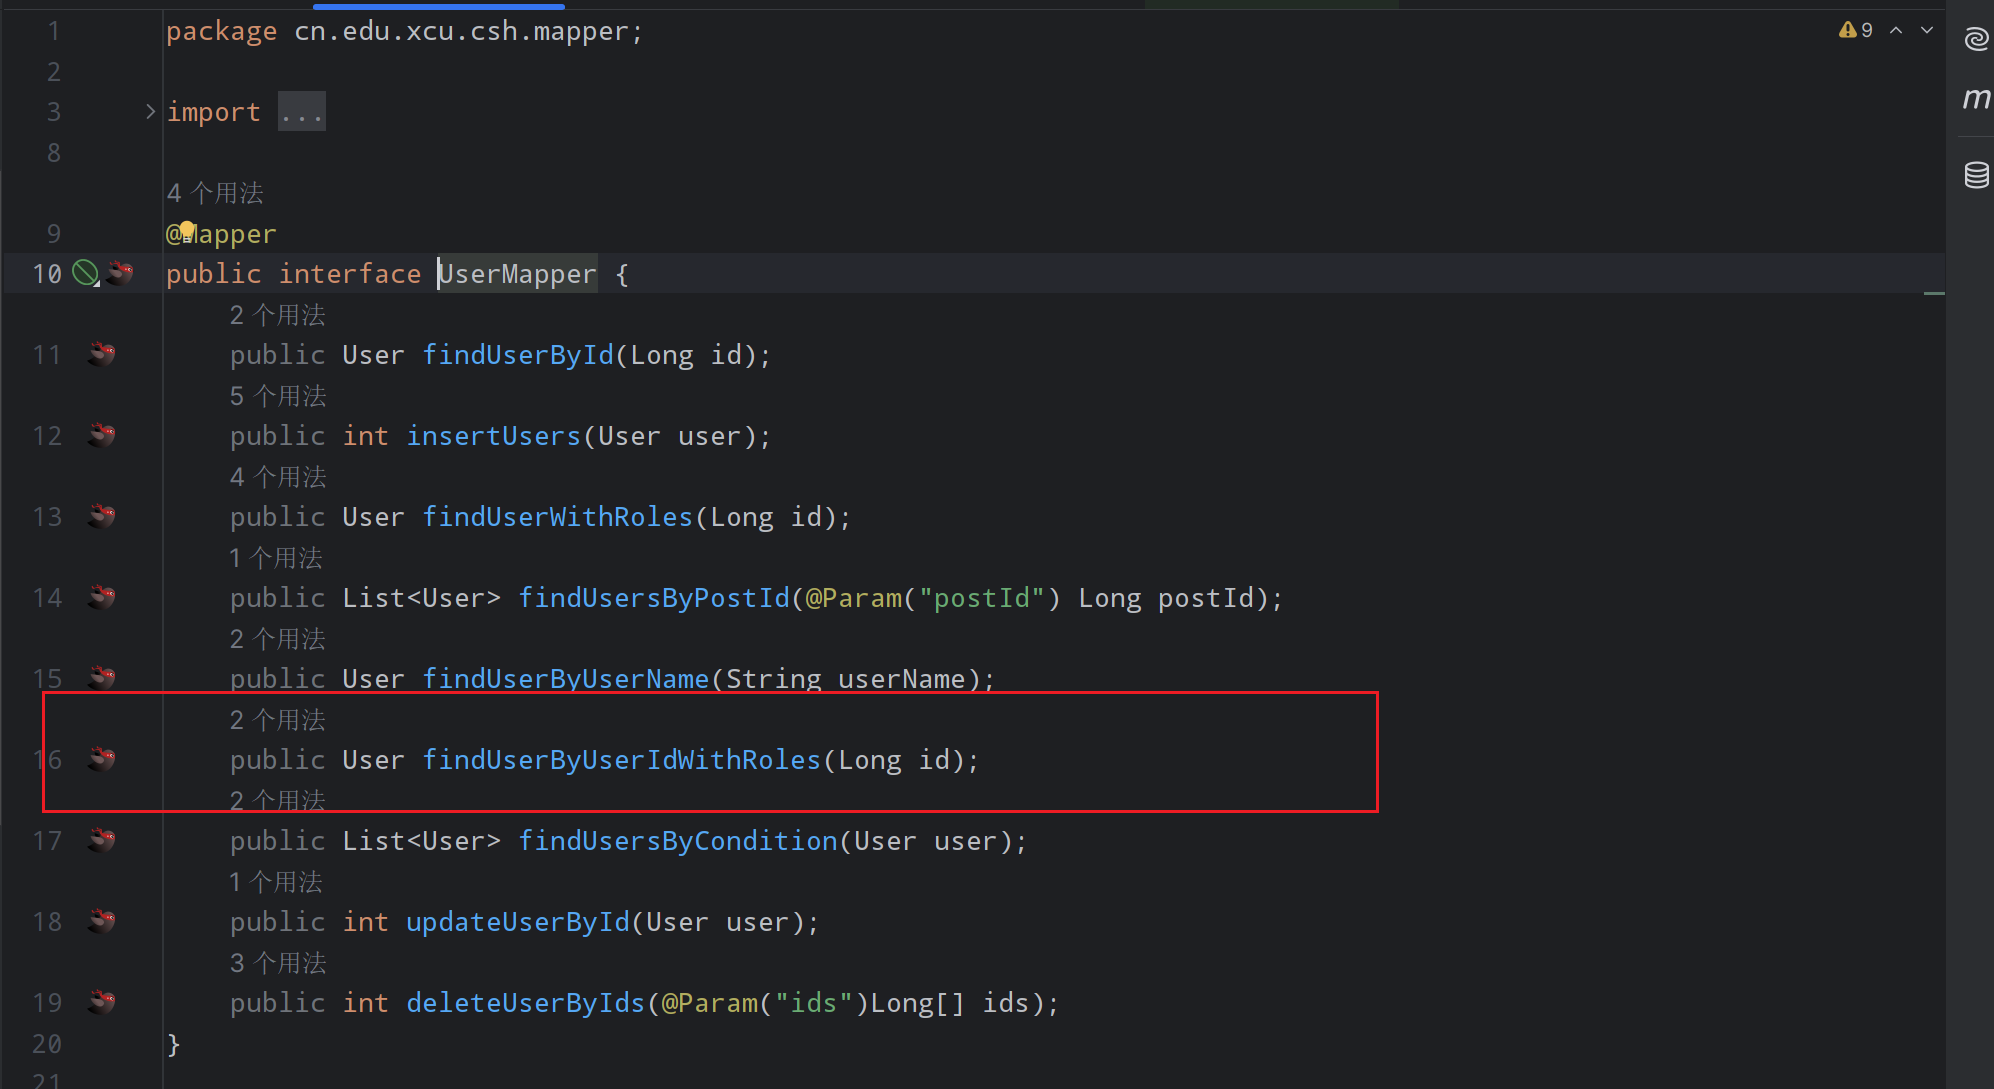 1 package cn.edu.xcu.csh.mapper;
9
2
3 import ...
8
4 个用法
9 @Mapper
10 public interface UserMapper {
2 个用法
11 public User findUserById(Long id);
5 个用法
12 public int insertUsers(User user);
4 个用法
13 public User findUserWithRoles(Long id);
1 个用法
14 public List<User> findUsersByPostId(@Param("postId") Long postId);
2 个用法
15 public User findUserByUserName(String userName);
2 个用法
16 public User findUserByUserIdWithRoles(Long id);
2 个用法
17 public List<User> findUsersByCondition(User user);
1 个用法
18 public int updateUserById(User user);
3 个用法
19 public int deleteUserByIds(@Param("ids")Long[] ids);
20 }
21
m